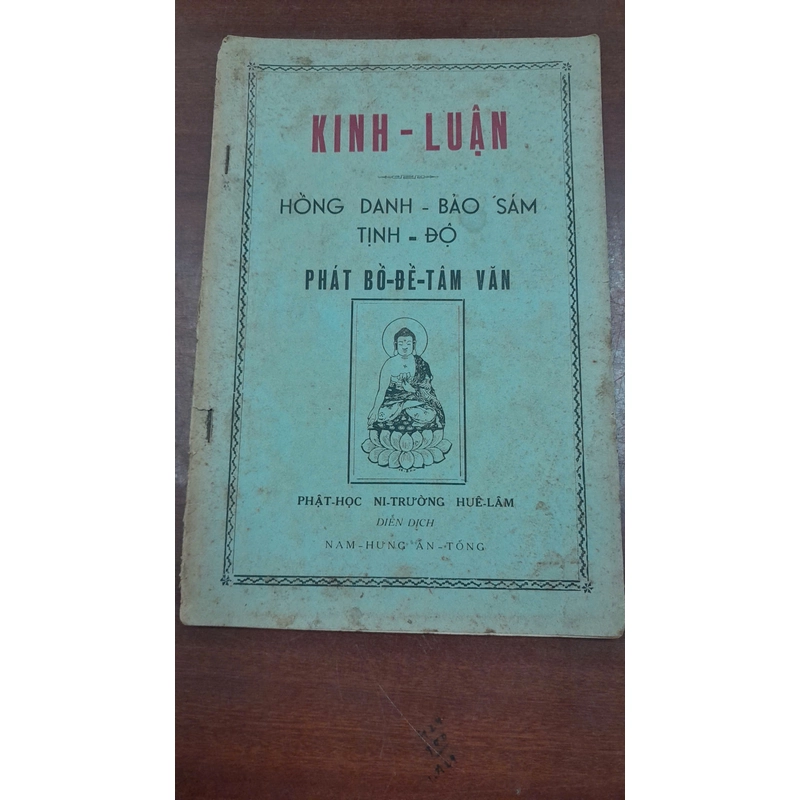 KINH - LUẬN
HỒNG DANH - BẢO SÁM
TỊNH - ĐỘ
PHÁT BỒ-ĐỀ-TÂM VĂN
PHẬT-HỌC NI-TRƯỜNG HUÊ-LÂM
DIỄN DỊCH
NAM-HƯNG ẤN-TỐNG